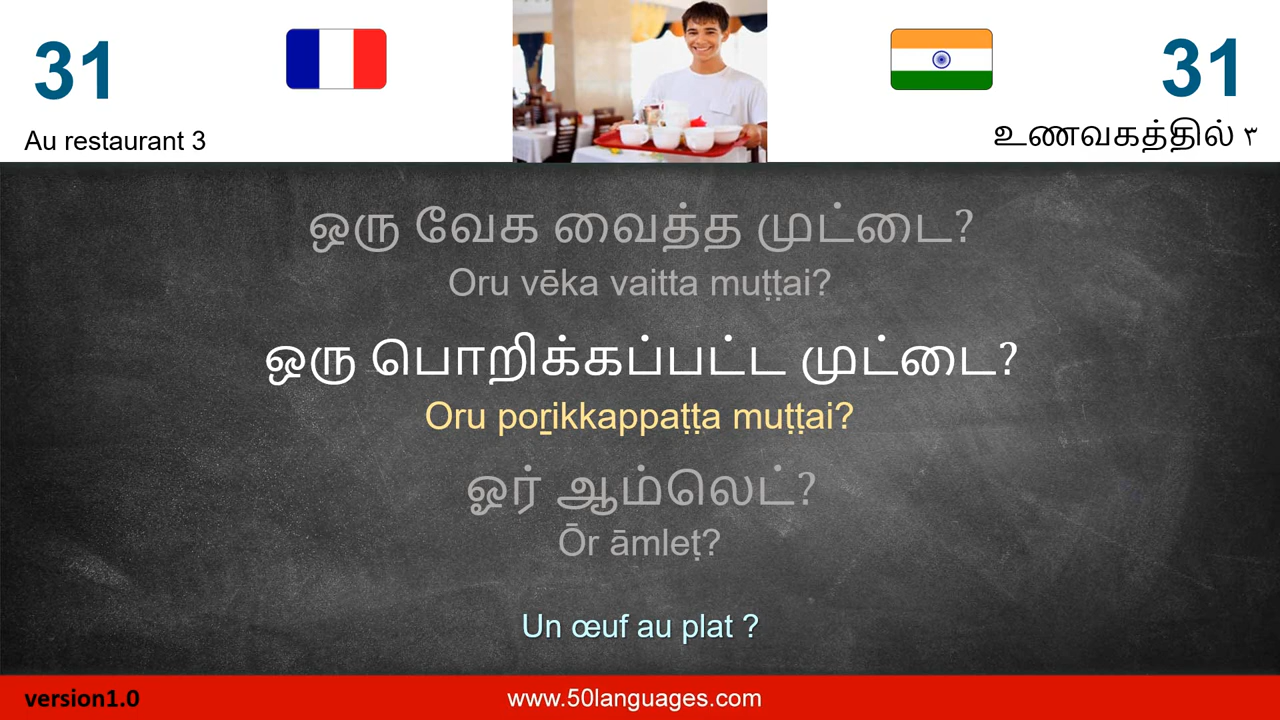 31
31
Au restaurant 3
உணவகத்தில் ٣
ஒரு வேக வைத்த முட்டை?
Oru vēka vaitta muṭṭai?
ஒரு பொறிக்கப்பட்ட முட்டை?
Oru poṟikkappaṭṭa muṭṭai?
ஓர் ஆம்லெட்?
Ōr āmleṭ?
Un œuf au plat ?
version1.0
www.50languages.com